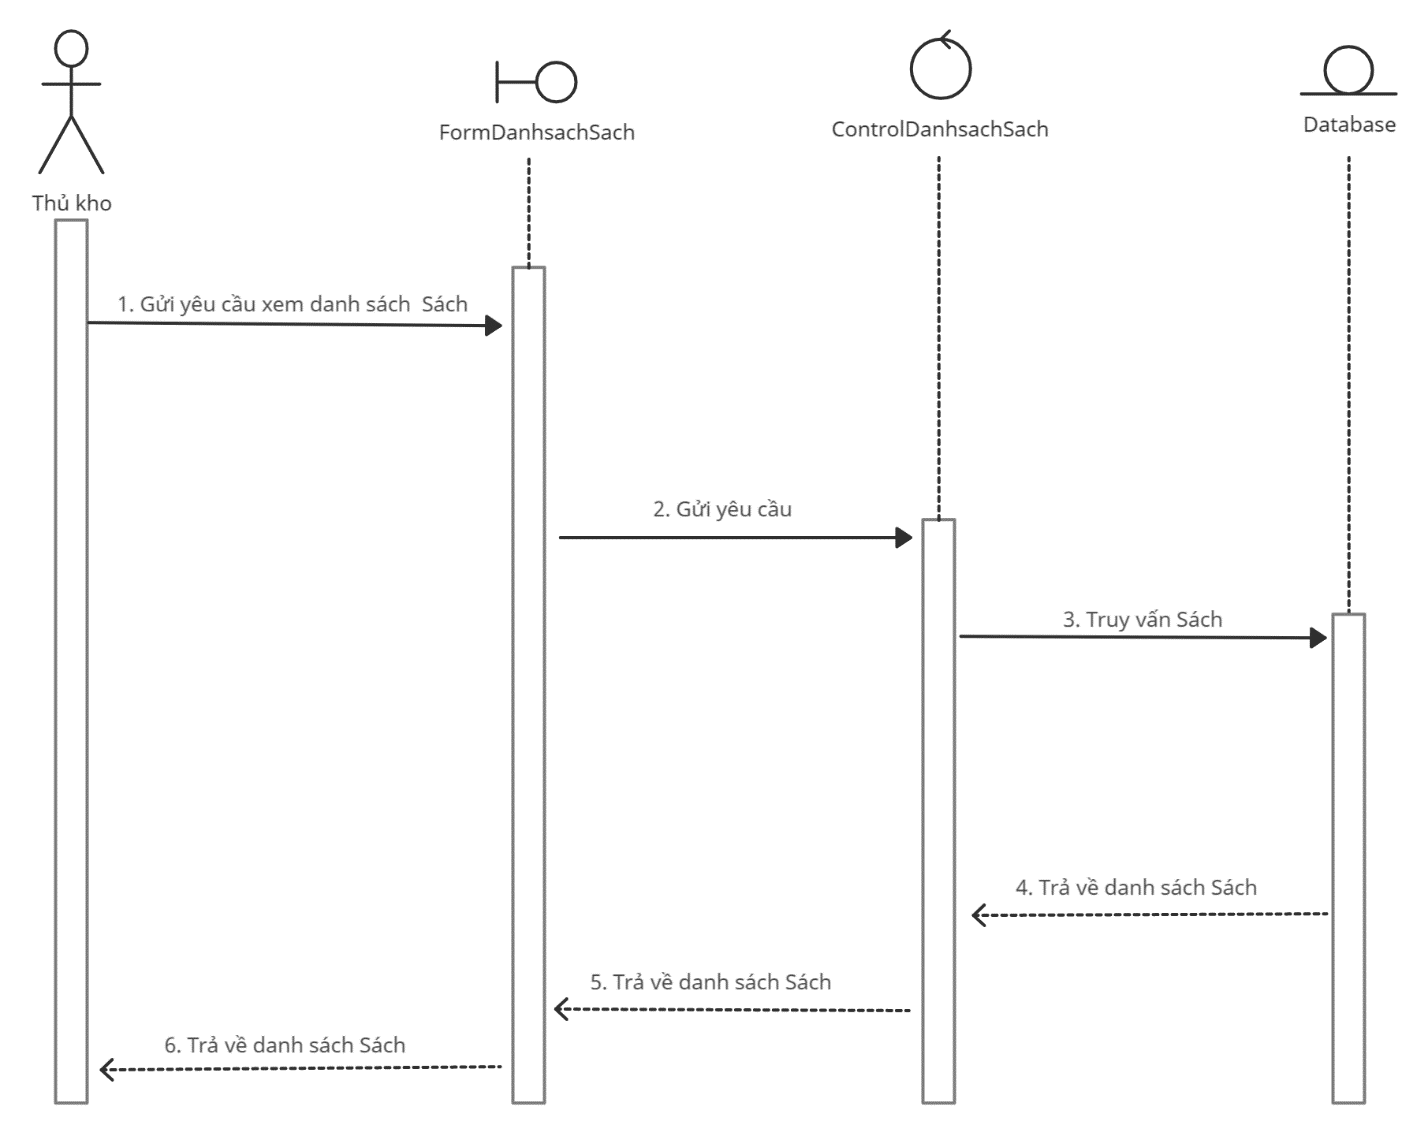 FormDanhsachSach
ControlDanhsachSach
Database
Thủ kho
1. Gửi yêu cầu xem danh sách  Sách
2. Gửi yêu cầu
3. Truy vấn Sách
4. Trả về danh sách Sách
5. Trả về danh sách Sách
6. Trả về danh sách Sách